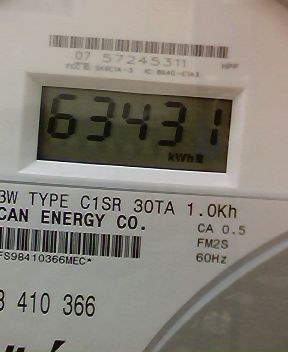 07 57245311
HPP
63431
kWh
3W TYPE C1SR 30TA 1.0Kh
CAN ENERGY CO.
CA 0.5
FM2S
60Hz
FS98410366MEC*
410 366